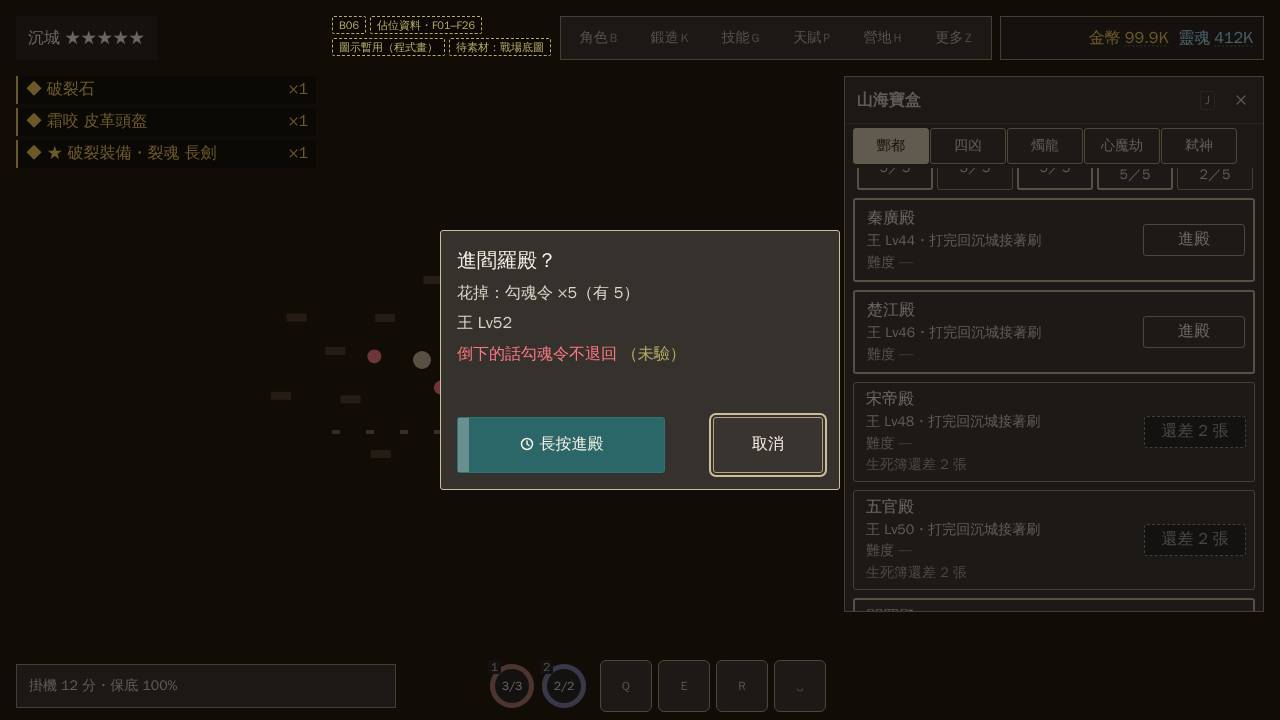 沉城 ★★★★★
B06 佔位資料・F01–F26
圖示暫用（程式畫） 待素材：戰場底圖
角色B 鍛造K 技能G 天賦P 營地H 更多Z
金幣 99.9K 靈魂 412K
◆ 破裂石 ×1
◆ 霜咬 皮革頭盔 ×1
◆ ★ 破裂裝備・裂魂 長劍 ×1
山海寶盒 J ✕
酆都 四凶 燭龍 心魔劫 弒神
5／5 5／5 5／5 5／5 2／5
秦廣殿
王 Lv44・打完回沉城接著刷
難度 —
進殿
楚江殿
王 Lv46・打完回沉城接著刷
難度 —
進殿
宋帝殿
王 Lv48・打完回沉城接著刷
難度 —
生死簿還差 2 張
還差 2 張
五官殿
王 Lv50・打完回沉城接著刷
難度 —
生死簿還差 2 張
還差 2 張
進閻羅殿？
花掉：勾魂令 ×5（有 5）
王 Lv52
倒下的話勾魂令不退回 （未驗）
長按進殿
取消
掛機 12 分・保底 100%
1 3/3
2 2/2
Q E R ␣